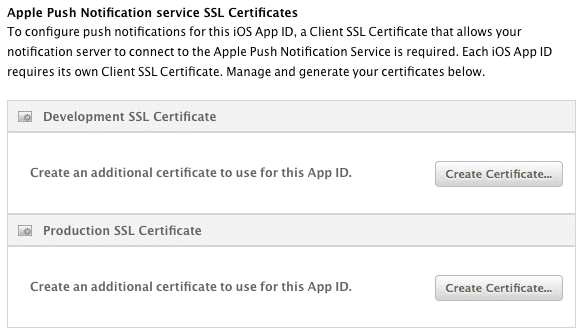 Apple Push Notification service SSL Certificates
To configure push notifications for this iOS App ID, a Client SSL Certificate that allows your
notification server to connect to the Apple Push Notification Service is required. Each iOS App ID
requires its own Client SSL Certificate. Manage and generate your certificates below.
Development SSL Certificate
Create an additional certificate to use for this App ID.
Create Certificate...
Production SSL Certificate
Create an additional certificate to use for this App ID.
Create Certificate...